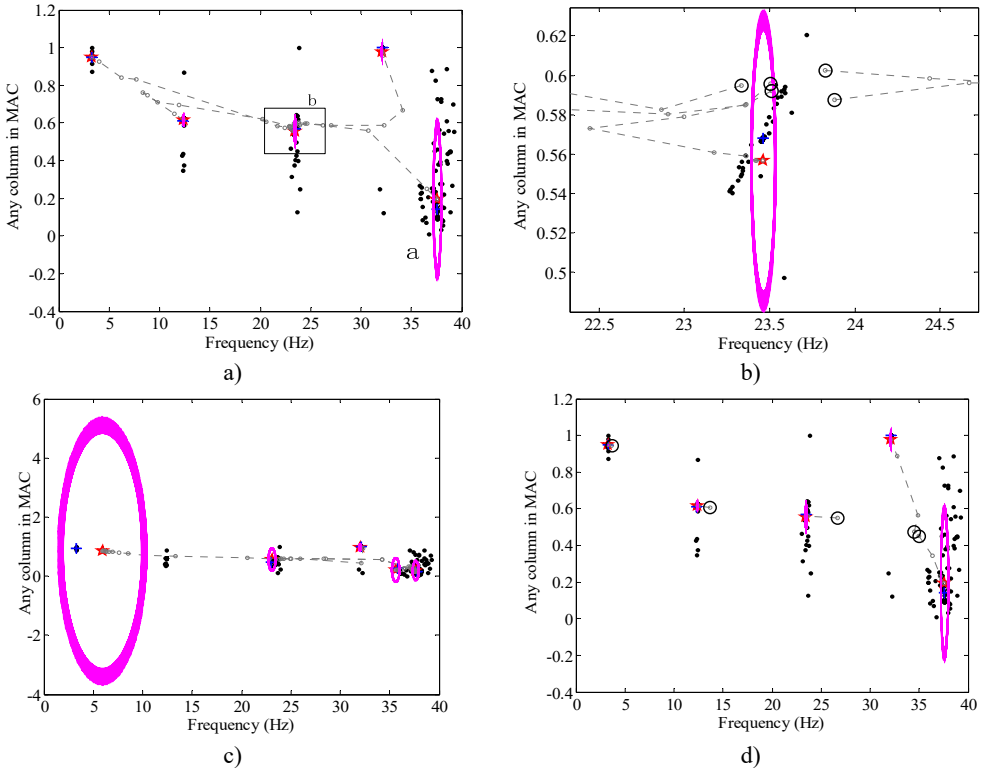 1.2
1
0.8
0.6
0.4
0.2
0
-0.2
-0.4
Any column in MAC
b
a
0 5 10 15 20 25 30 35 40
Frequency (Hz)
a)
0.62
0.6
0.58
0.56
0.54
0.52
0.5
Any column in MAC
22.5 23 23.5 24 24.5
Frequency (Hz)
b)
6
4
2
0
-2
-4
Any column in MAC
0 5 10 15 20 25 30 35 40
Frequency (Hz)
c)
1.2
1
0.8
0.6
0.4
0.2
0
-0.2
-0.4
Any column in MAC
0 5 10 15 20 25 30 35 40
Frequency (Hz)
d)